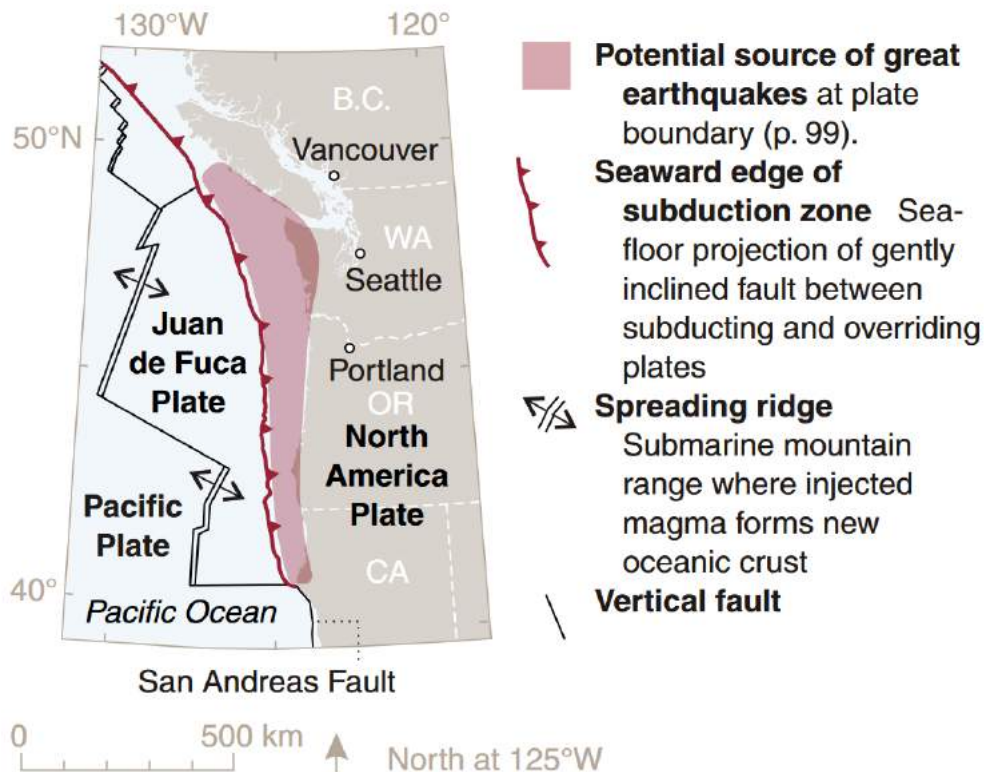 130°W
120°
50°N
B.C.
Vancouver
WA
Seattle
Juan
de Fuca
Plate
Portland
OR
North
America
Plate
Pacific
Plate
CA
40°
Pacific Ocean
San Andreas Fault
0
500 km
North at 125°W
Potential source of great
earthquakes at plate
boundary (p. 99).
Seaward edge of
subduction zone Sea-
floor projection of gently
inclined fault between
subducting and overriding
plates
Spreading ridge
Submarine mountain
range where injected
magma forms new
oceanic crust
Vertical fault